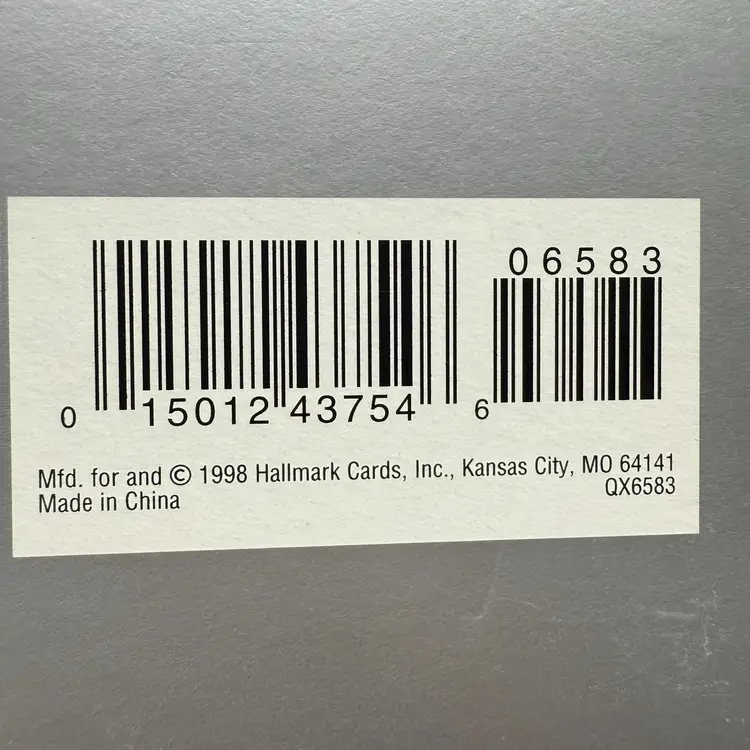 06583
0 15012 43754 6
Mfd. for and © 1998 Hallmark Cards, Inc., Kansas City, MO 64141
QX6583
Made in China